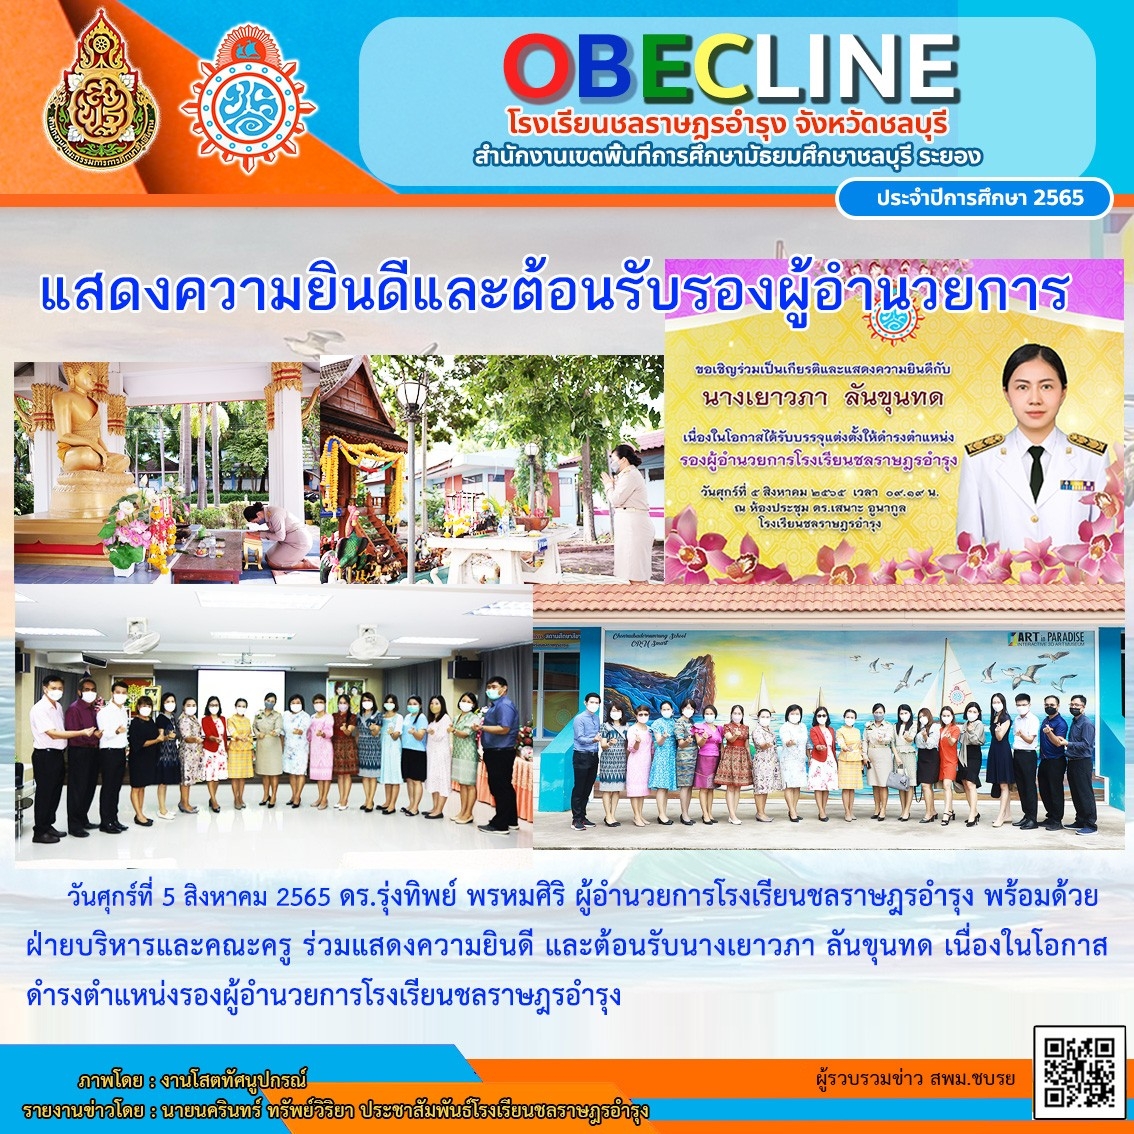 OBECLINE
โรงเรียนชลราษฎรอำรุง จังหวัดชลบุรี
สำนักงานเขตพื้นที่การศึกษามัธยมศึกษาชลบุรี ระยอง
ประจำปีการศึกษา 2565
แสดงความยินดีและต้อนรับรองผู้อำนวยการ
ขอเชิญร่วมเป็นเกียรติและแสดงความยินดีกับ
นางเยาวภา ลันขุนทด
เนื่องในโอกาสได้รับบรรจุแต่งตั้งให้ดำรงตำแหน่ง
รองผู้อำนวยการโรงเรียนชลราษฎรอำรุง
วันศุกร์ที่ ๕ สิงหาคม ๒๕๖๕ เวลา ๐๙.๑๙ น.
ณ ห้องประชุม ดร.เสนาะ อูนากูล
โรงเรียนชลราษฎรอำรุง
Chonradsadornumrung School
CRU Smart
ART in PARADISE
INTERACTIVE 3D ART MUSEUM
วันศุกร์ที่ 5 สิงหาคม 2565 ดร.รุ่งทิพย์ พรหมศิริ ผู้อำนวยการโรงเรียนชลราษฎรอำรุง พร้อมด้วย
ฝ่ายบริหารและคณะครู ร่วมแสดงความยินดี และต้อนรับนางเยาวภา ลันขุนทด เนื่องในโอกาส
ดำรงตำแหน่งรองผู้อำนวยการโรงเรียนชลราษฎรอำรุง
ภาพโดย : งานโสตทัศนูปกรณ์
รายงานข่าวโดย : นายนครินทร์ ทรัพย์วิริยา ประชาสัมพันธ์โรงเรียนชลราษฎรอำรุง
ผู้รวบรวมข่าว สพม.ชบรย